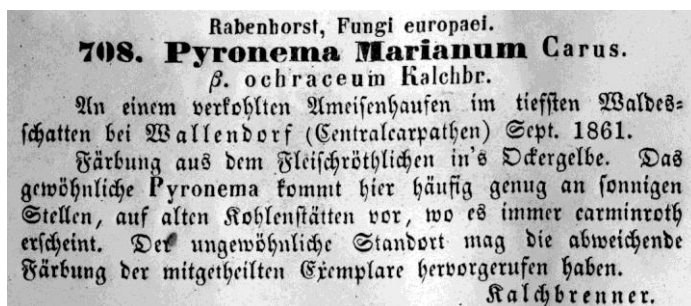 Rabenhorst, Fungi europaei.
708. Pyronema Marianum Carus.
β. ochraceum Kalchbr.
An einem verkohlten Ameisenhaufen im tiefsten Waldes-
schatten bei Wallendorf (Centralcarpathen) Sept. 1861.
Färbung aus dem Fleischröthlichen in's Ockergelbe. Das
gewöhnliche Pyronema kommt hier häufig genug an sonnigen
Stellen, auf alten Kohlenstätten vor, wo es immer carminroth
erscheint. Der ungewöhnliche Standort mag die abweichende
Färbung der mitgetheilten Exemplare hervorgerufen haben.
Kalchbrenner.